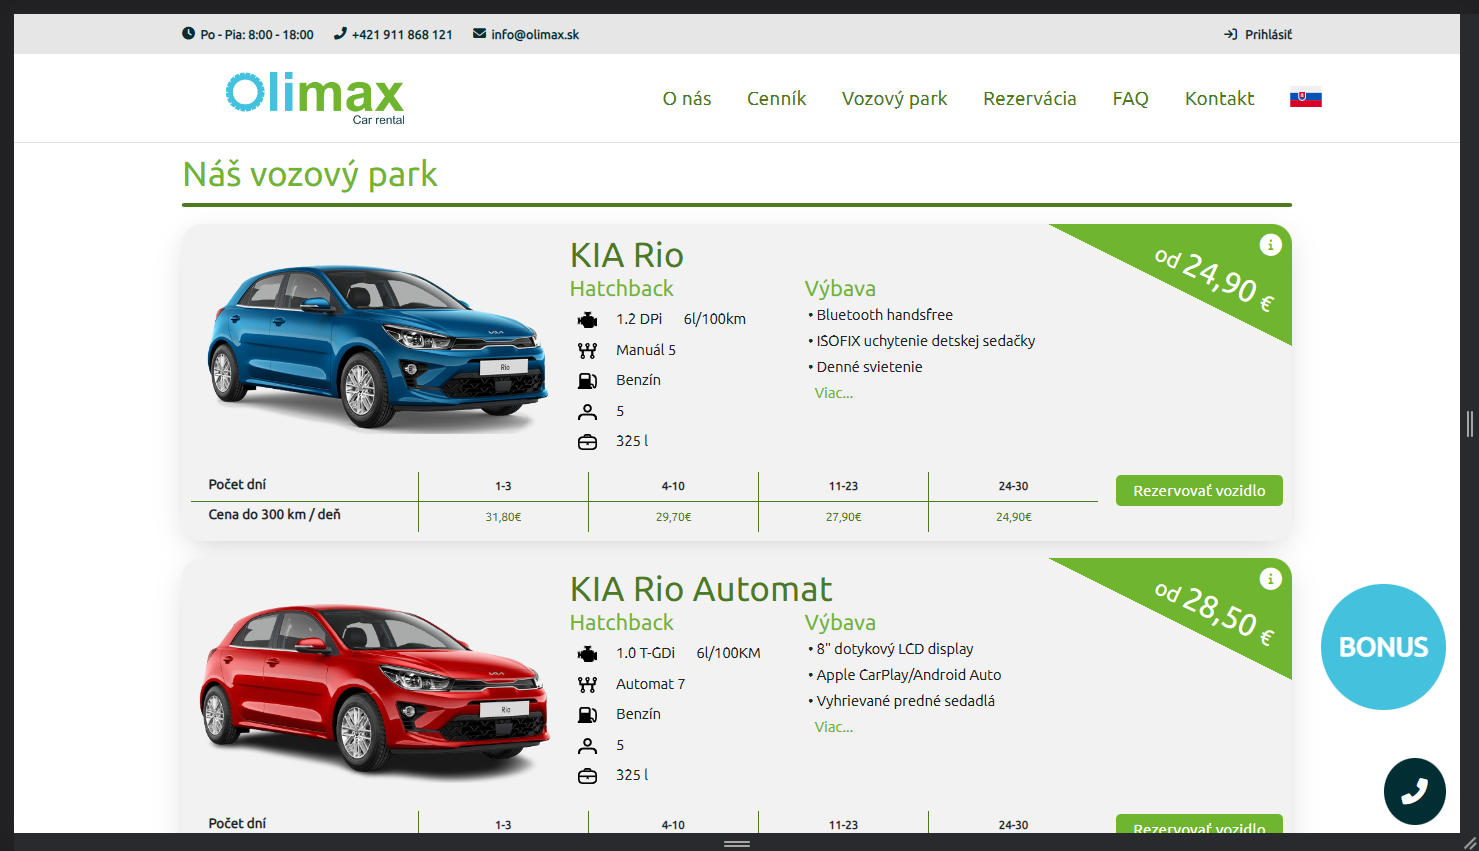 Po - Pia: 8:00 - 18:00 +421 911 868 121 info@olimax.sk Prihlásiť
Olimax
Car rental
O nás Cenník Vozový park Rezervácia FAQ Kontakt
Náš vozový park
KIA Rio
od 24,90 €
Hatchback
Výbava
1.2 DPi 6l/100km
• Bluetooth handsfree
Manuál 5
• ISOFIX uchytenie detskej sedačky
Benzín
• Denné svietenie
5
Viac...
325 l
Rio
Počet dní 1-3 4-10 11-23 24-30
Rezervovať vozidlo
Cena do 300 km / deň 31,80€ 29,70€ 27,90€ 24,90€
KIA Rio Automat
od 28,50 €
Hatchback
Výbava
1.0 T-GDi 6l/100KM
• 8" dotykový LCD display
Automat 7
• Apple CarPlay/Android Auto
Benzín
• Vyhrievané predné sedadlá
5
Viac...
325 l
Rio
BONUS
Počet dní 1-3 4-10 11-23 24-30
Rezervovať vozidlo